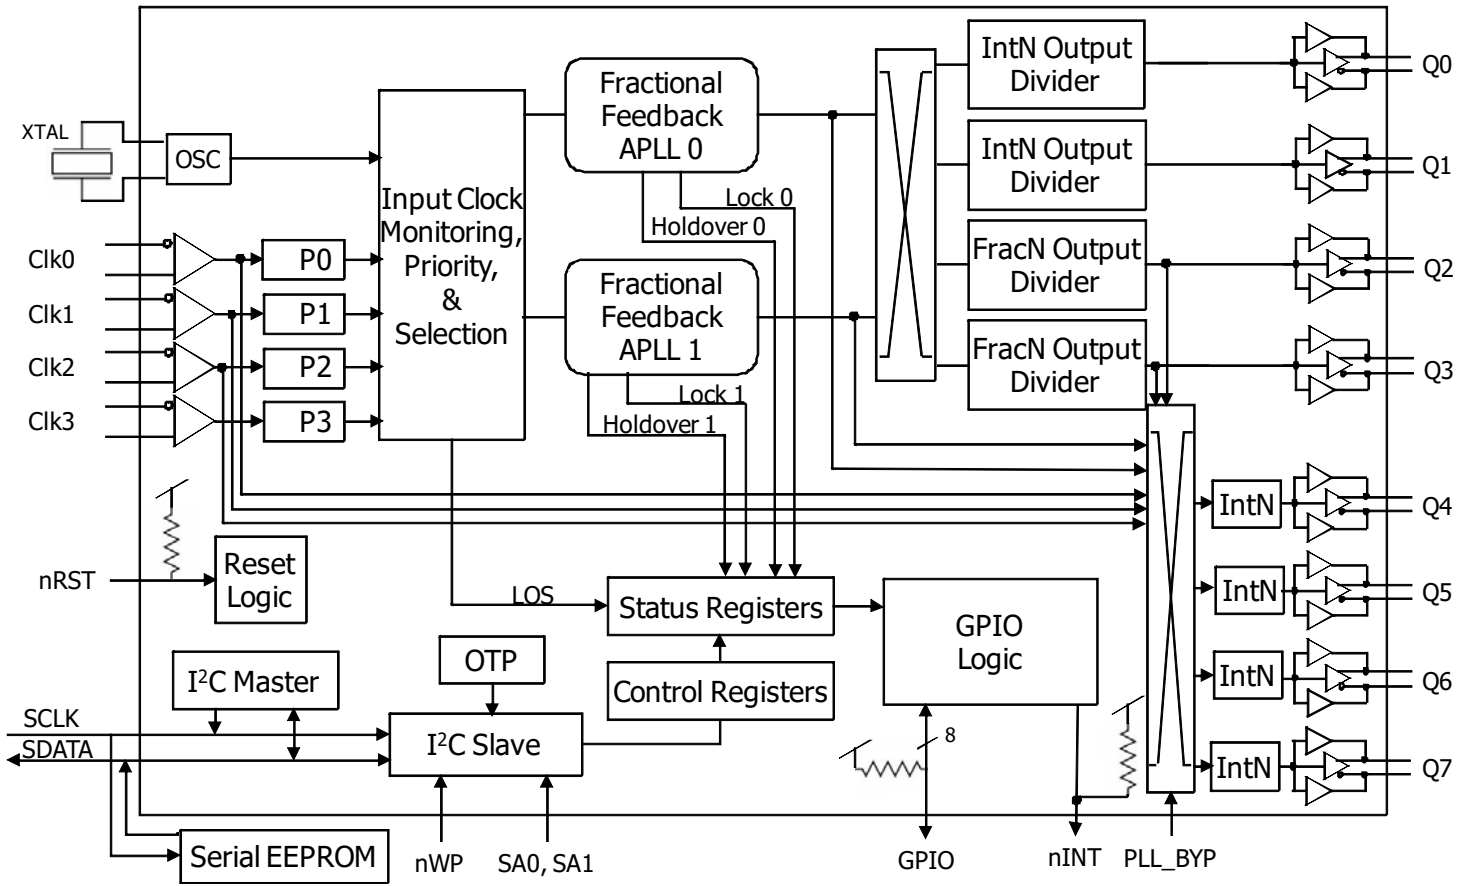 XTAL
OSC
Clk0
Clk1
Clk2
Clk3
P0
P1
P2
P3
Input Clock
Monitoring,
Priority,
&
Selection
Fractional
Feedback
APLL 0
Lock 0
Holdover 0
Fractional
Feedback
APLL 1
Lock 1
Holdover 1
IntN Output
Divider
IntN Output
Divider
FracN Output
Divider
FracN Output
Divider
Q0
Q1
Q2
Q3
IntN
Q4
IntN
Q5
IntN
Q6
IntN
Q7
nRST
Reset
Logic
LOS
Status Registers
GPIO
Logic
OTP
Control Registers
I²C Master
SCLK
SDATA
I²C Slave
8
Serial EEPROM
nWP
SA0, SA1
GPIO
nINT
PLL_BYP